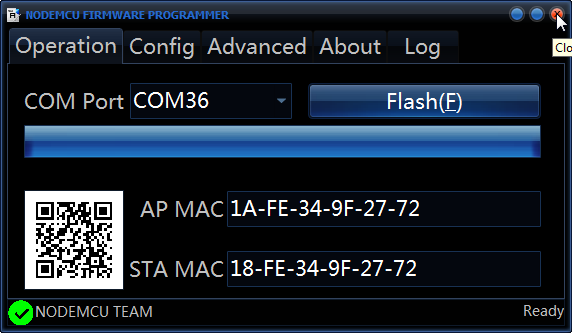 NODEMCU FIRMWARE PROGRAMMER
Operation Config Advanced About Log
Clo
COM Port COM36 Flash(F)
AP MAC 1A-FE-34-9F-27-72
STA MAC 18-FE-34-9F-27-72
NODEMCU TEAM Ready